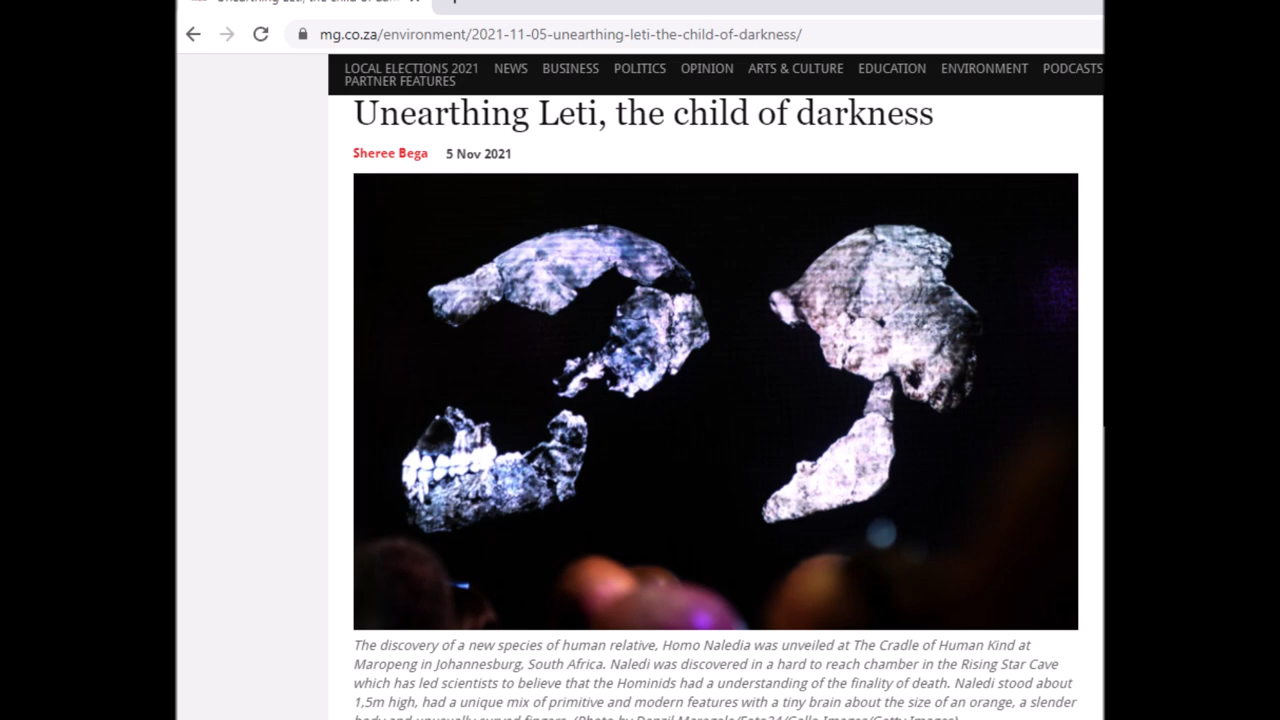 mg.co.za/environment/2021-11-05-unearthing-leti-the-child-of-darkness/
LOCAL ELECTIONS 2021 NEWS BUSINESS POLITICS OPINION ARTS & CULTURE EDUCATION ENVIRONMENT PODCASTS
PARTNER FEATURES
Unearthing Leti, the child of darkness
Sheree Bega 5 Nov 2021
The discovery of a new species of human relative, Homo Naledia was unveiled at The Cradle of Human Kind at
Maropeng in Johannesburg, South Africa. Naledi was discovered in a hard to reach chamber in the Rising Star Cave
which has led scientists to believe that the Hominids had a understanding of the finality of death. Naledi stood about
1,5m high, had a unique mix of primitive and modern features with a tiny brain about the size of an orange, a slender